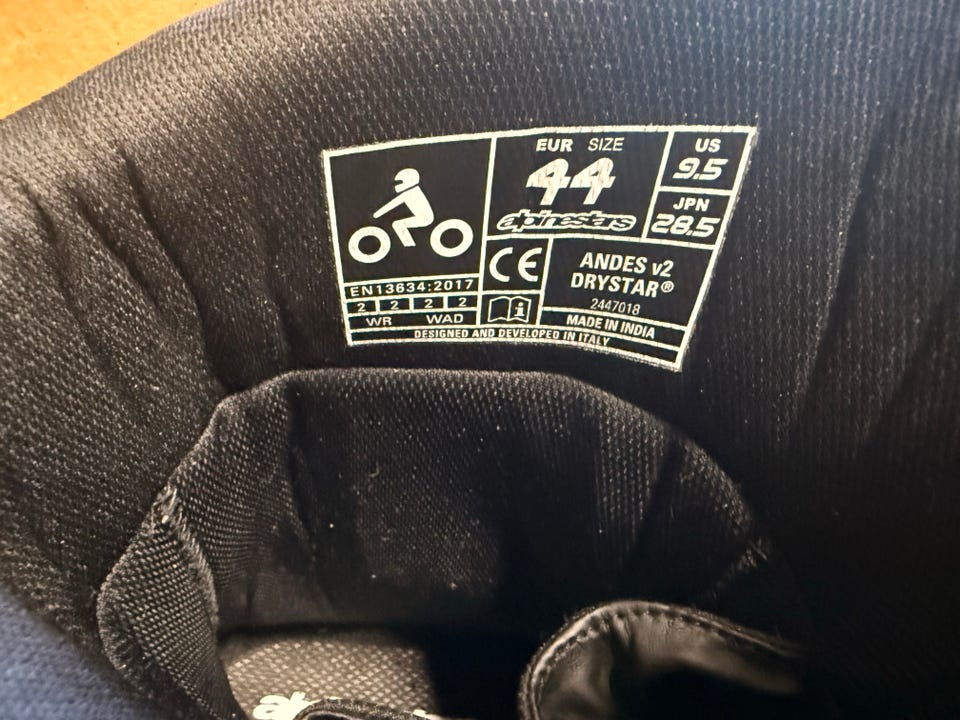 EUR SIZE
44
alpinestars
US
9.5
JPN
28.5
CE
ANDES v2
DRYSTAR®
2447018
MADE IN INDIA
EN13634:2017
2 2 2 2
WR WAD
i
DESIGNED AND DEVELOPED IN ITALY